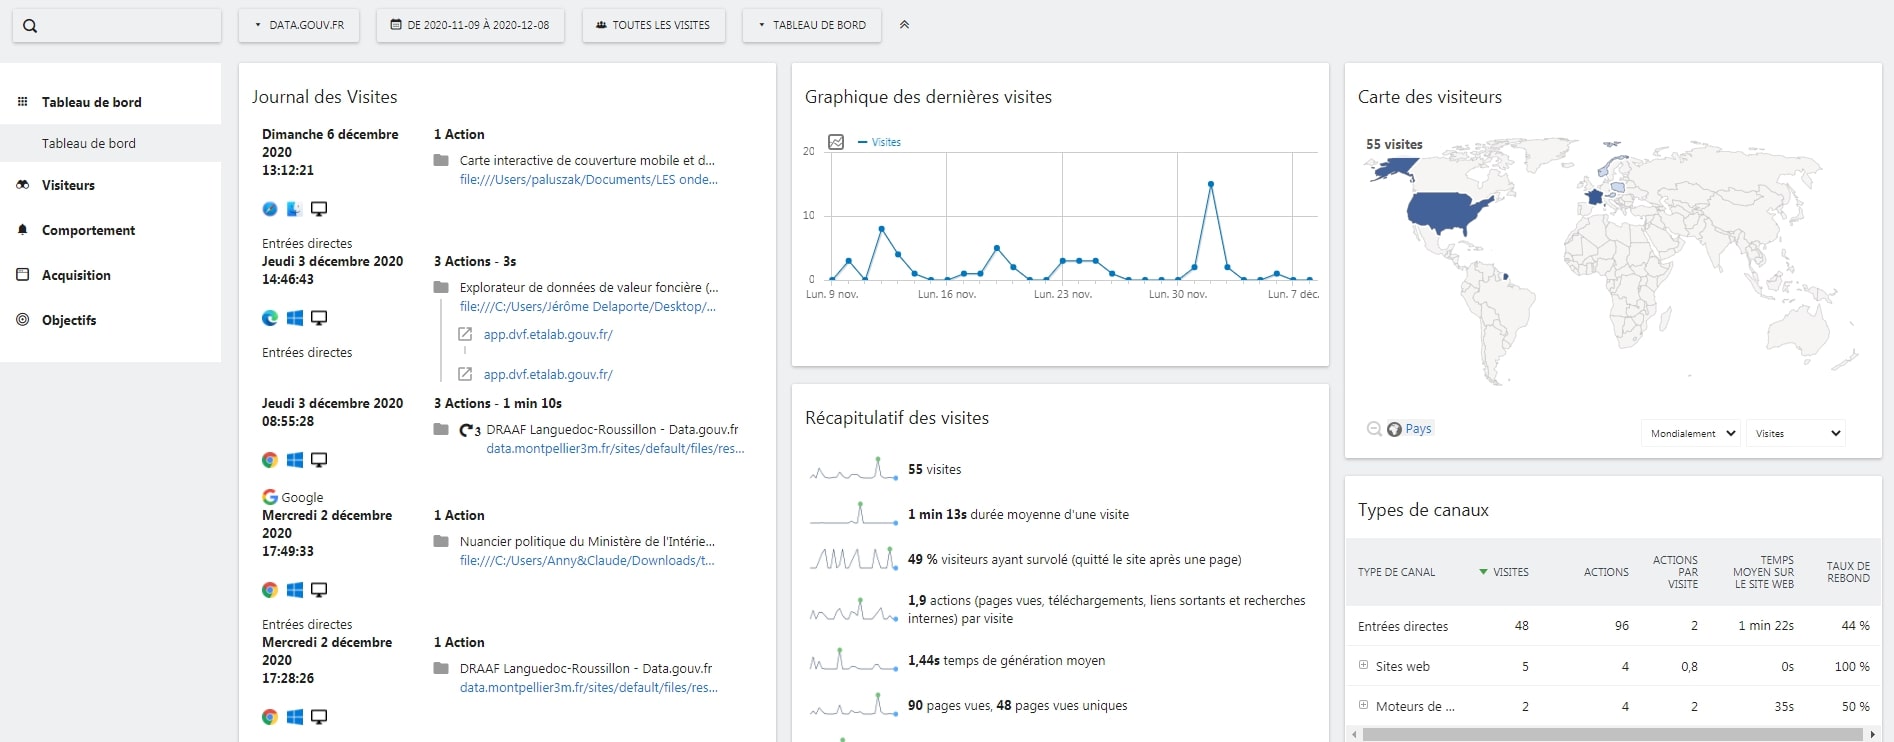 DATA.GOUV.FR
DE 2020-11-09 À 2020-12-08
TOUTES LES VISITES
TABLEAU DE BORD
Tableau de bord
Tableau de bord
Visiteurs
Comportement
Acquisition
Objectifs
Journal des Visites
Dimanche 6 décembre
2020
13:12:21
1 Action
Carte interactive de couverture mobile et d...
file:///Users/paluszak/Documents/LES onde...
Entrées directes
Jeudi 3 décembre 2020
14:46:43
3 Actions - 3s
Explorateur de données de valeur foncière (...
file:///C:/Users/Jérôme Delaporte/Desktop/...
app.dvf.etalab.gouv.fr/
app.dvf.etalab.gouv.fr/
Entrées directes
Jeudi 3 décembre 2020
08:55:28
3 Actions - 1 min 10s
3 DRAAF Languedoc-Roussillon - Data.gouv.fr
data.montpellier3m.fr/sites/default/files/res...
Google
Mercredi 2 décembre
2020
17:49:33
1 Action
Nuancier politique du Ministère de l'Intérie...
file:///C:/Users/Anny&Claude/Downloads/t...
Entrées directes
Mercredi 2 décembre
2020
17:28:26
1 Action
DRAAF Languedoc-Roussillon - Data.gouv.fr
data.montpellier3m.fr/sites/default/files/res...
Graphique des dernières visites
Visites
20
10
0
Lun. 9 nov.
Lun. 16 nov.
Lun. 23 nov.
Lun. 30 nov.
Lun. 7 déc.
Récapitulatif des visites
55 visites
1 min 13s durée moyenne d'une visite
49 % visiteurs ayant survolé (quitté le site après une page)
1,9 actions (pages vues, téléchargements, liens sortants et recherches
internes) par visite
1,44s temps de génération moyen
90 pages vues, 48 pages vues uniques
Carte des visiteurs
55 visites
Pays
Mondialement
Visites
Types de canaux
TYPE DE CANAL
VISITES
ACTIONS
ACTIONS
PAR
VISITE
TEMPS
MOYEN SUR
LE SITE WEB
TAUX DE
REBOND
Entrées directes 48 96 2 1 min 22s 44 %
Sites web 5 4 0,8 0s 100 %
Moteurs de ... 2 4 2 35s 50 %